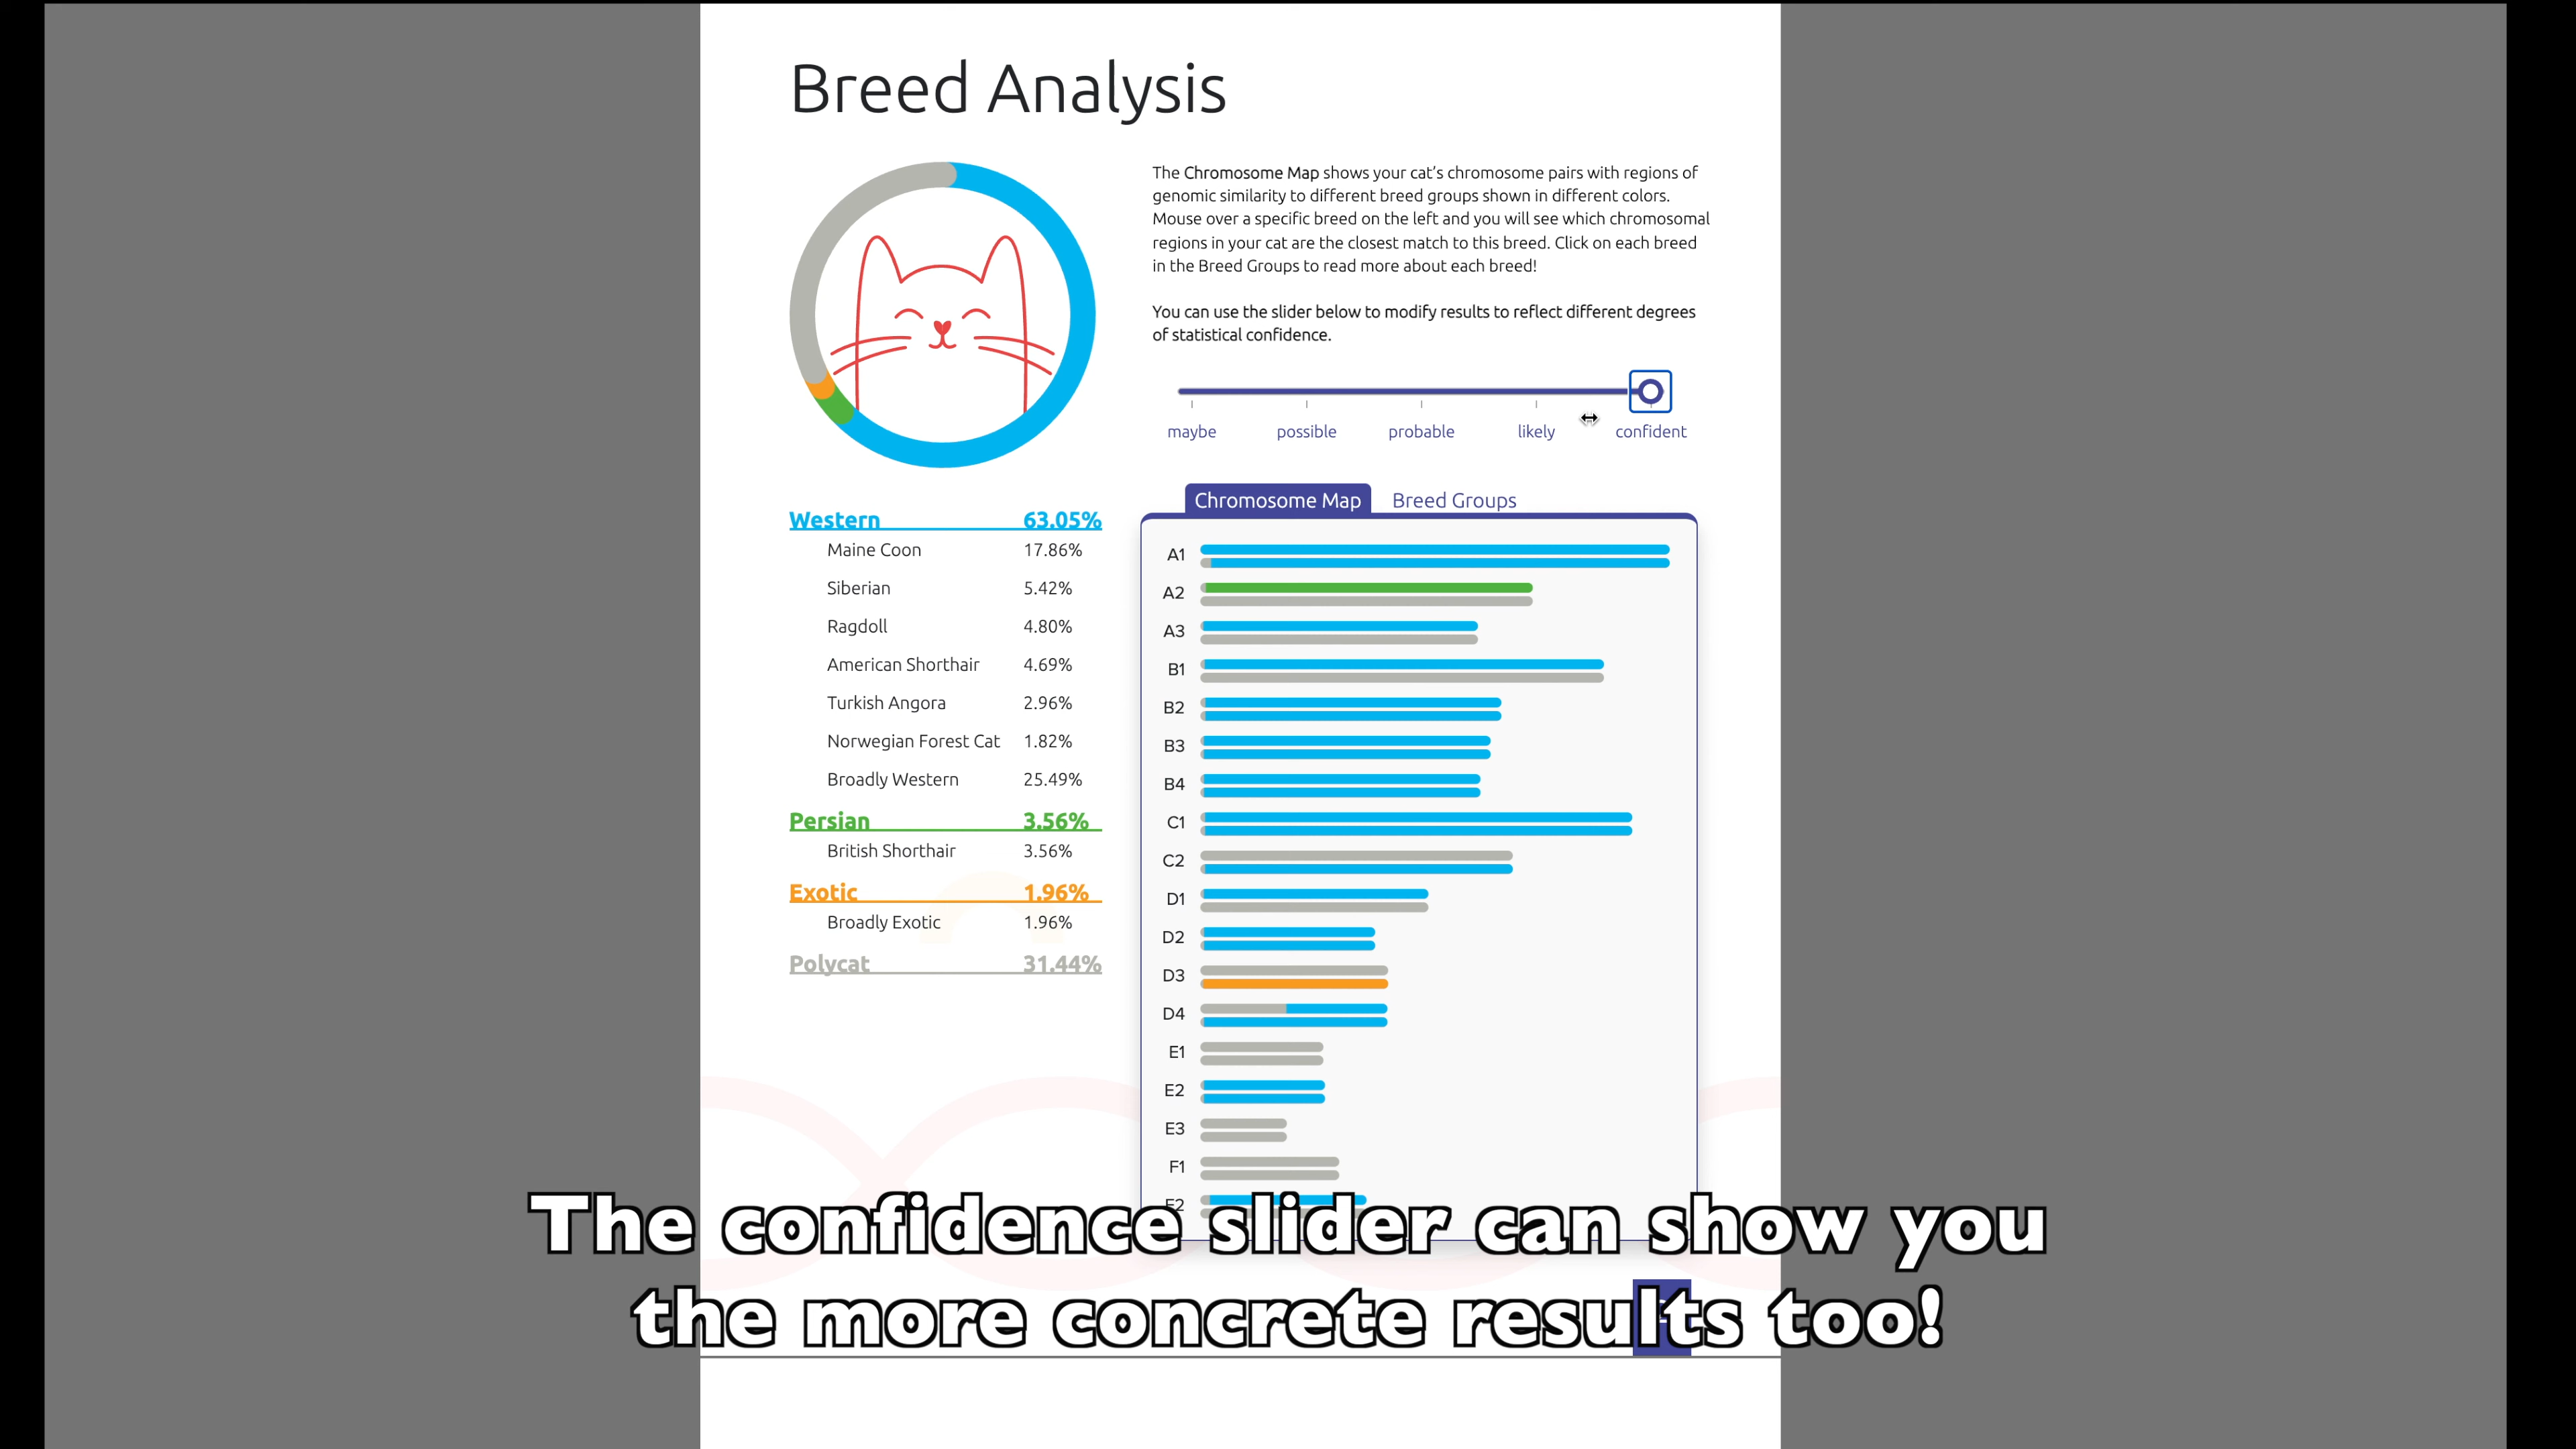 Breed Analysis
The Chromosome Map shows your cat's chromosome pairs with regions of
genomic similarity to different breed groups shown in different colors.
Mouse over a specific breed on the left and you will see which chromosomal
regions in your cat are the closest match to this breed. Click on each breed
in the Breed Groups to read more about each breed!
You can use the slider below to modify results to reflect different degrees
of statistical confidence.
maybe possible probable likely confident
Western 63.05%
Maine Coon 17.86%
Siberian 5.42%
Ragdoll 4.80%
American Shorthair 4.69%
Turkish Angora 2.96%
Norwegian Forest Cat 1.82%
Broadly Western 25.49%
Persian 3.56%
British Shorthair 3.56%
Exotic 1.96%
Broadly Exotic 1.96%
Polycat 31.44%
Chromosome Map Breed Groups
A1
A2
A3
B1
B2
B3
B4
C1
C2
D1
D2
D3
D4
E1
E2
E3
F1
F2
The confidence slider can show you
the more concrete results too!